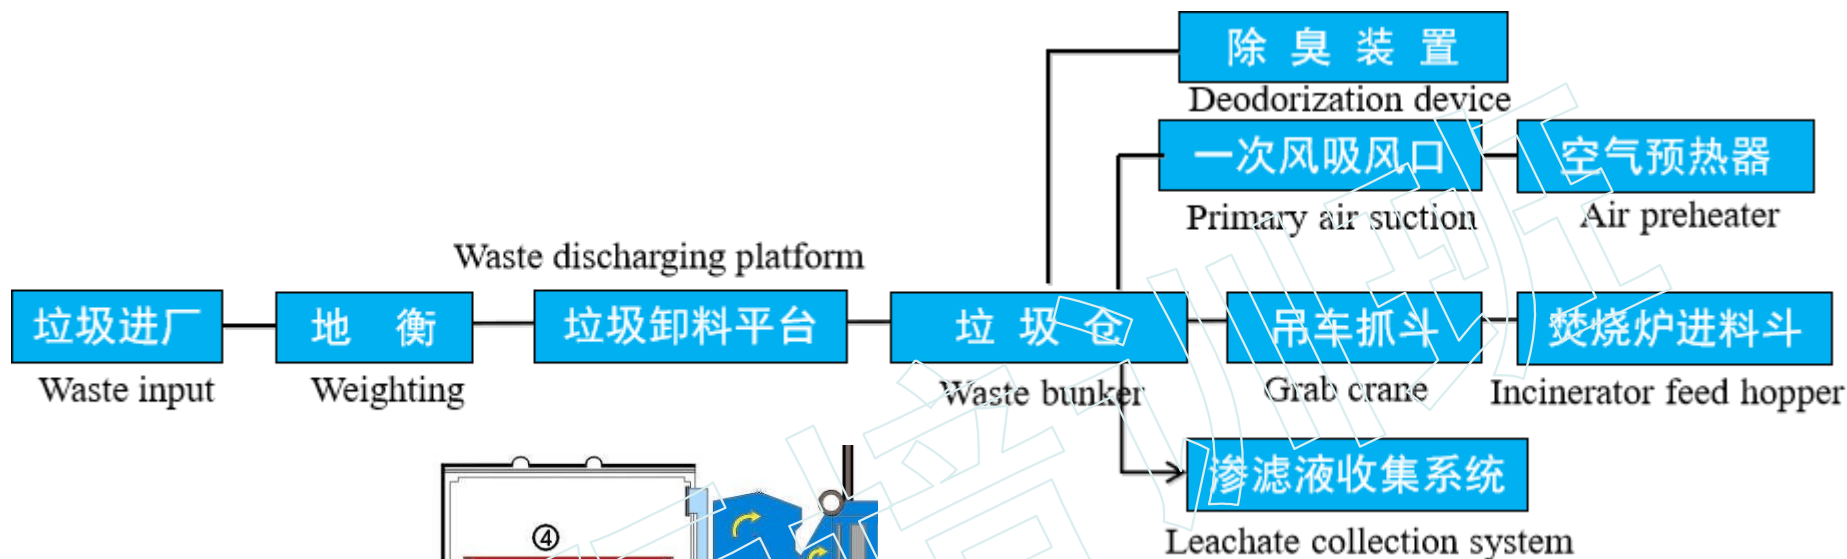 除 臭 装 置
Deodorization device
一次风吸风口
空气预热器
Primary air suction
Air preheater
Waste discharging platform
垃圾进厂
地 衡
垃圾卸料平台
垃 圾 仓
吊车抓斗
焚烧炉进料斗
Waste input
Weighting
Waste bunker
Grab crane
Incinerator feed hopper
渗滤液收集系统
Leachate collection system
④
培训班